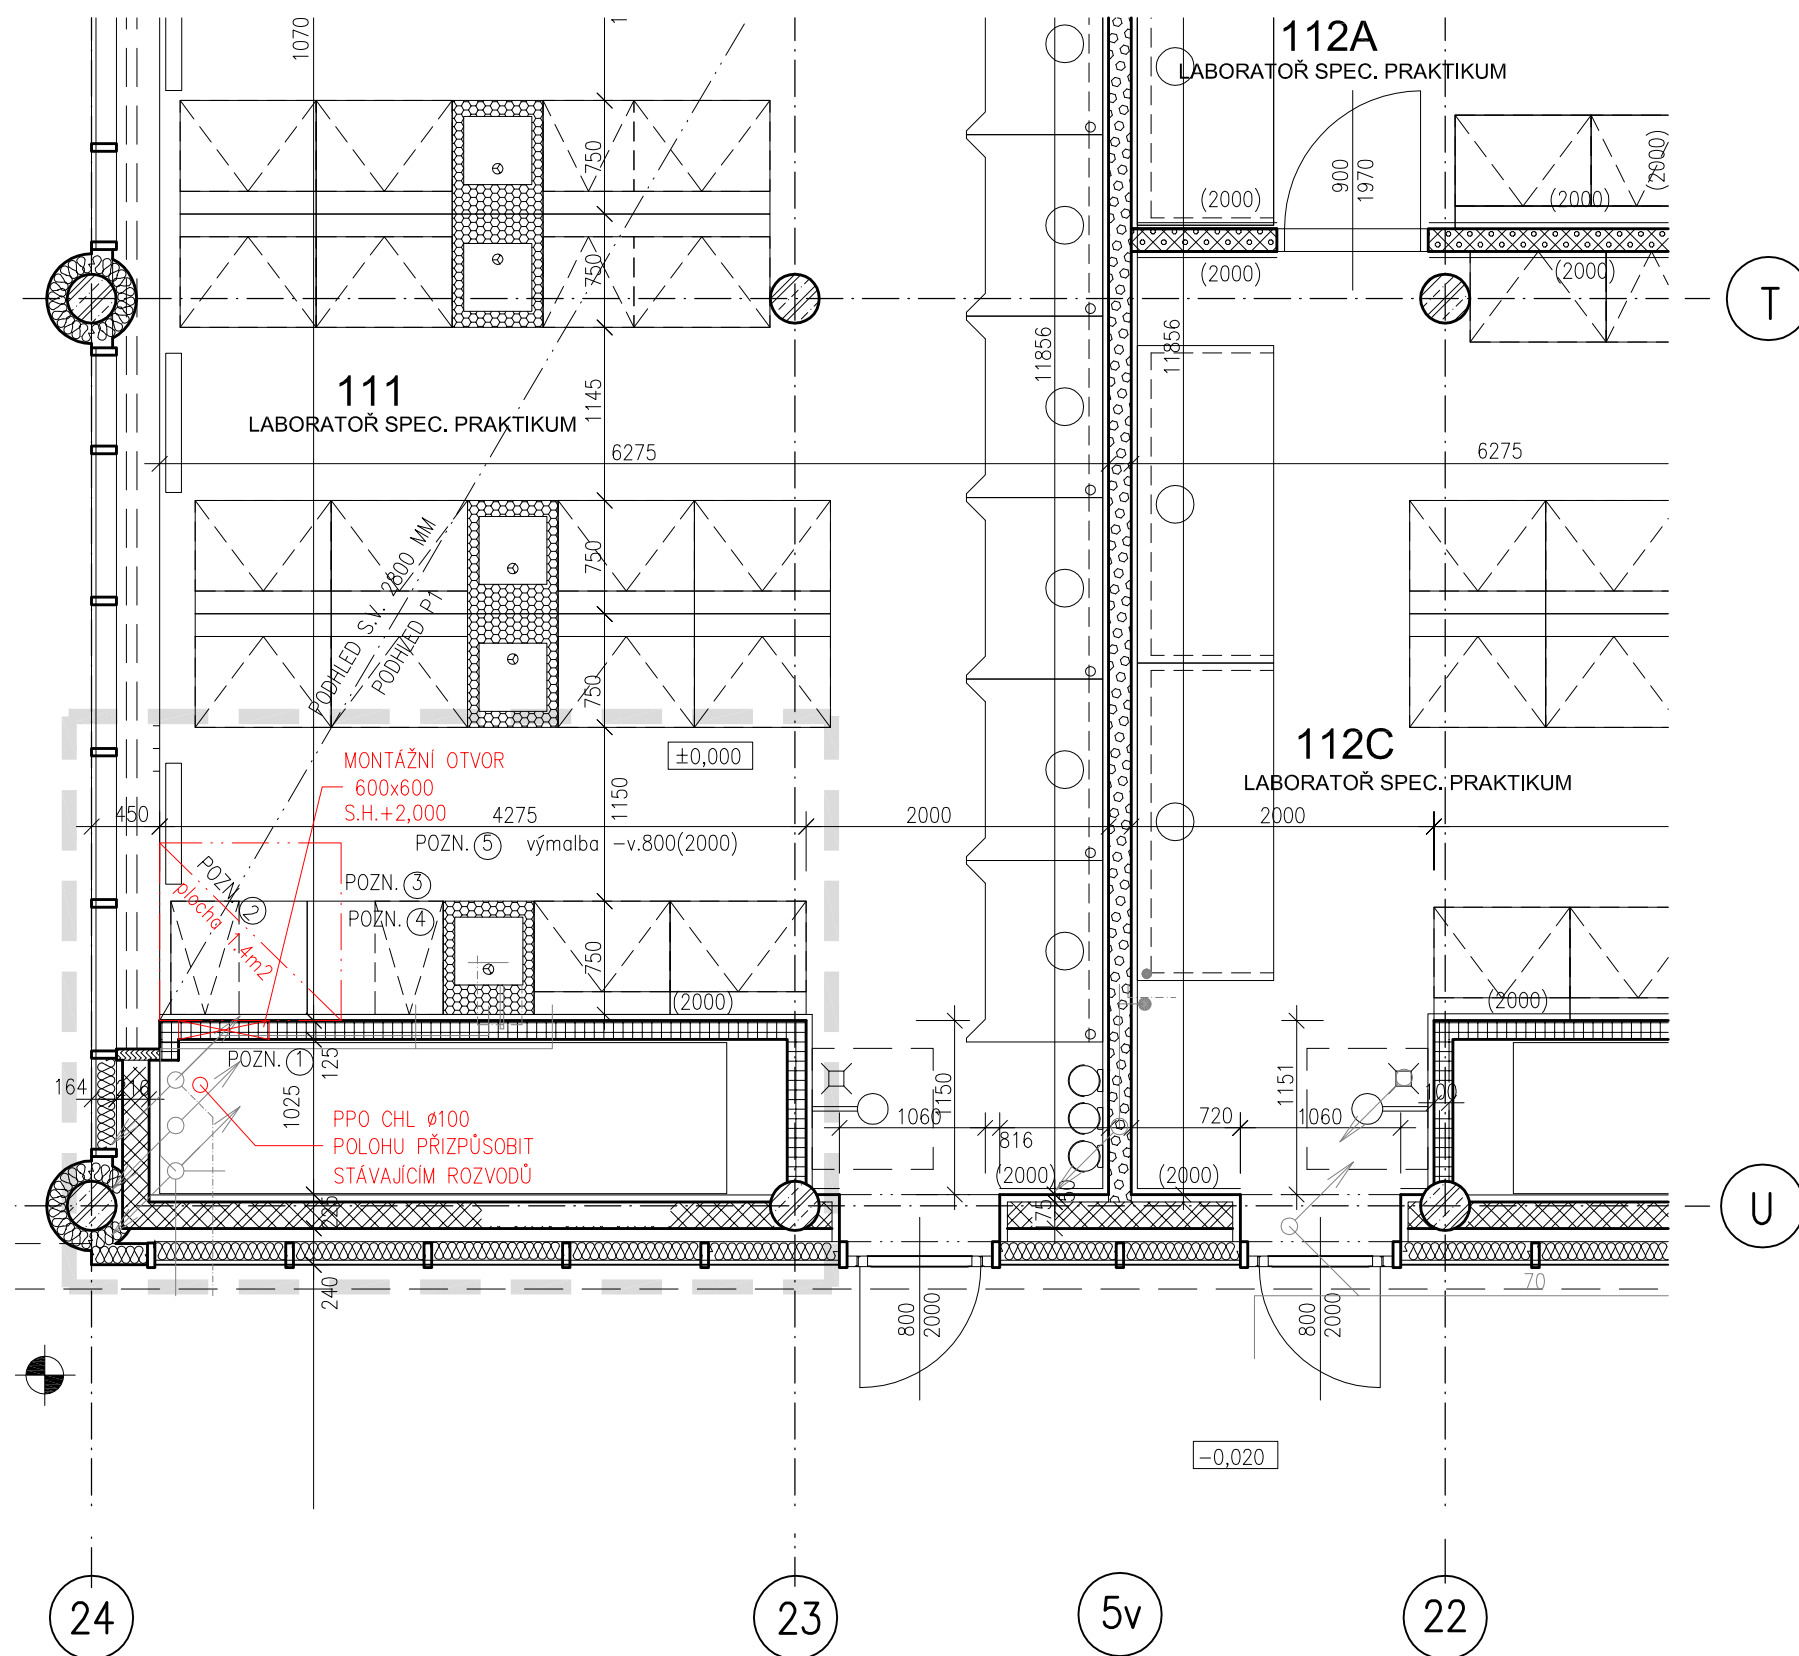 112A
LABORATOŘ SPEC. PRAKTIKUM
1070
750
900
1970
(2000)
(2000)
(2000)
750
(2000)
(2000)
T
11856
11856
111
LABORATOŘ SPEC. PRAKTIKUM
1145
6275
6275
PODHLED S.V. 2800 MM
PODHLED P1
750
750
MONTÁŽNÍ OTVOR
600x600
S.H.+2,000
±0,000
112C
LABORATOŘ SPEC. PRAKTIKUM
450
4275
1150
2000
2000
POZN. 5 výmalba -v.800(2000)
POZN. 2
plocha 1.4m2
POZN. 3
POZN. 4
750
(2000)
(2000)
POZN. 1
125
164
216
1025
PPO CHL ø100
POLOHU PŘIZPŮSOBIT
STÁVAJÍCÍM ROZVODŮ
1060
1150
816
720
1151
1060
100
(2000)
(2000)
225
75
U
240
70
800
2000
800
2000
-0,020
24
23
5v
22